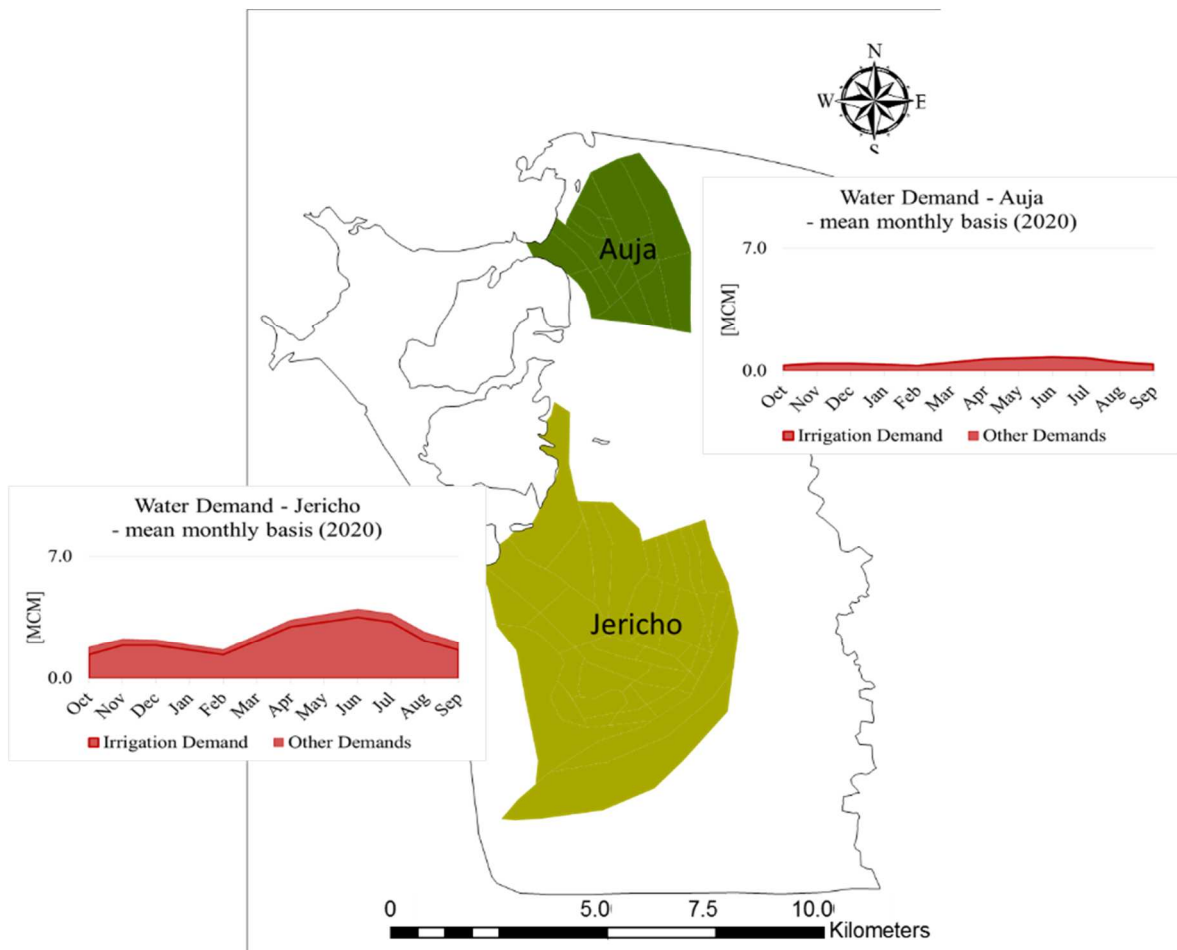 N
W
E
S
Water Demand - Auja
- mean monthly basis (2020)
7.0
[MCM]
0.0
Oct Nov Dec Jan Feb Mar Apr May Jun Jul Aug Sep
Irrigation Demand Other Demands
Auja
Water Demand - Jericho
- mean monthly basis (2020)
7.0
[MCM]
0.0
Oct Nov Dec Jan Feb Mar Apr May Jun Jul Aug Sep
Irrigation Demand Other Demands
Jericho
0 5.0 7.5 10.0
Kilometers